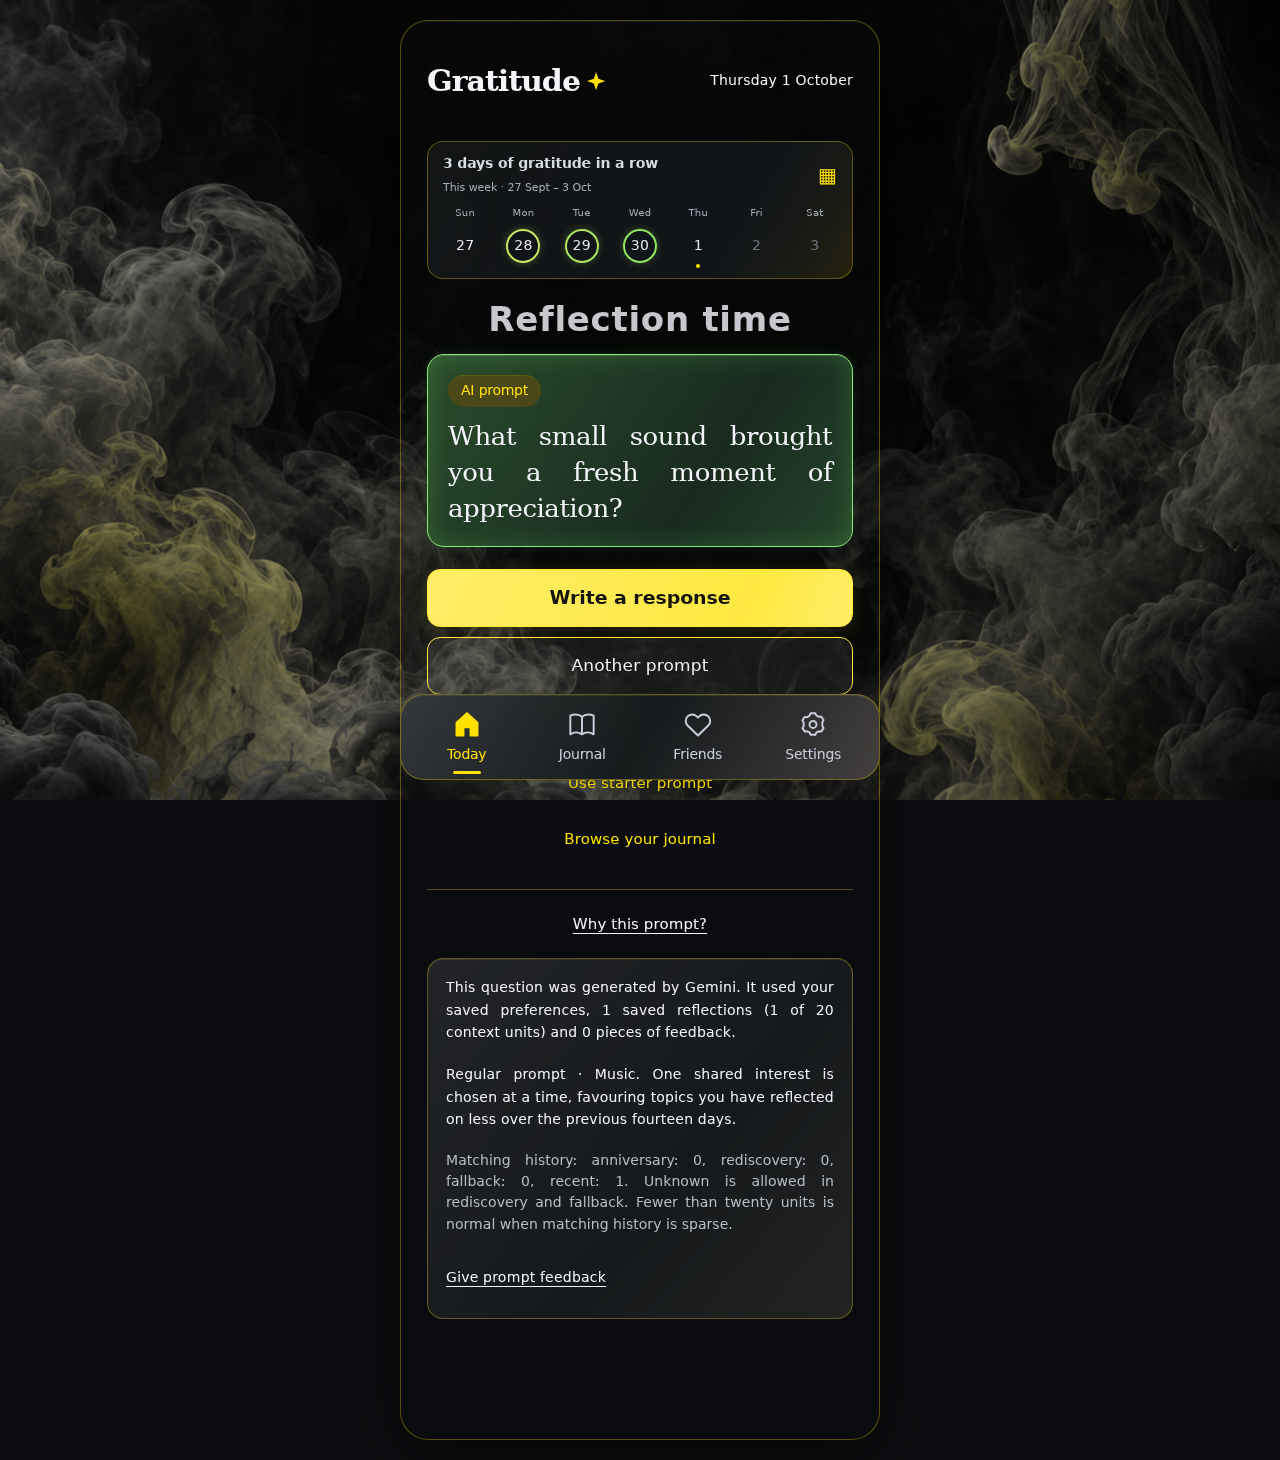 Gratitude
Thursday 1 October
3 days of gratitude in a row
This week · 27 Sept – 3 Oct
Sun Mon Tue Wed Thu Fri Sat
27 28 29 30 1 2 3
Reflection time
AI prompt
What small sound brought
you a fresh moment of
appreciation?
Write a response
Another prompt
Today Journal Friends Settings
Use starter prompt
Browse your journal
Why this prompt?
This question was generated by Gemini. It used your
saved preferences, 1 saved reflections (1 of 20
context units) and 0 pieces of feedback.
Regular prompt · Music. One shared interest is
chosen at a time, favouring topics you have reflected
on less over the previous fourteen days.
Matching history: anniversary: 0, rediscovery: 0,
fallback: 0, recent: 1. Unknown is allowed in
rediscovery and fallback. Fewer than twenty units is
normal when matching history is sparse.
Give prompt feedback